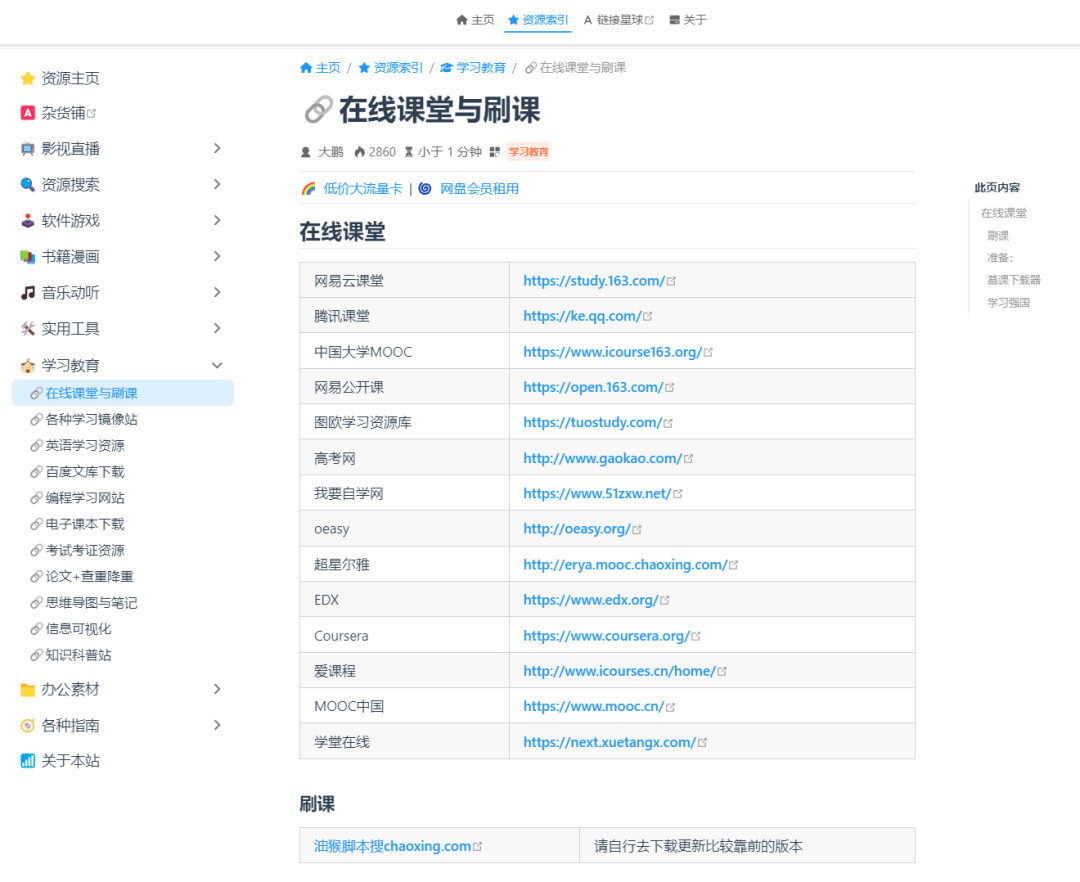 主页 资源索引 A 链接星球 关于
资源主页
A 杂货铺
影视直播
资源搜索
软件游戏
书籍漫画
音乐动听
实用工具
学习教育
在线课堂与刷课
各种学习镜像站
英语学习资源
百度文库下载
编程学习网站
电子课本下载
考试考证资源
论文+查重降重
思维导图与笔记
信息可视化
知识科普站
办公素材
各种指南
关于本站
主页 / 资源索引 / 学习教育 / 在线课堂与刷课
在线课堂与刷课
大鹏 2860 小于 1 分钟 学习教育
低价大流量卡 | 网盘会员租用
在线课堂
网易云课堂 https://study.163.com/
腾讯课堂 https://ke.qq.com/
中国大学MOOC https://www.icourse163.org/
网易公开课 https://open.163.com/
图欧学习资源库 https://tuostudy.com/
高考网 http://www.gaokao.com/
我要自学网 https://www.51zxw.net/
oeasy http://oeasy.org/
超星尔雅 http://erya.mooc.chaoxing.com/
EDX https://www.edx.org/
Coursera https://www.coursera.org/
爱课程 http://www.icourses.cn/home/
MOOC中国 https://www.mooc.cn/
学堂在线 https://next.xuetangx.com/
刷课
油猴脚本搜chaoxing.com 请自行去下载更新比较靠前的版本
此页内容
在线课堂
刷课
准备:
慕课下载器
学习强国